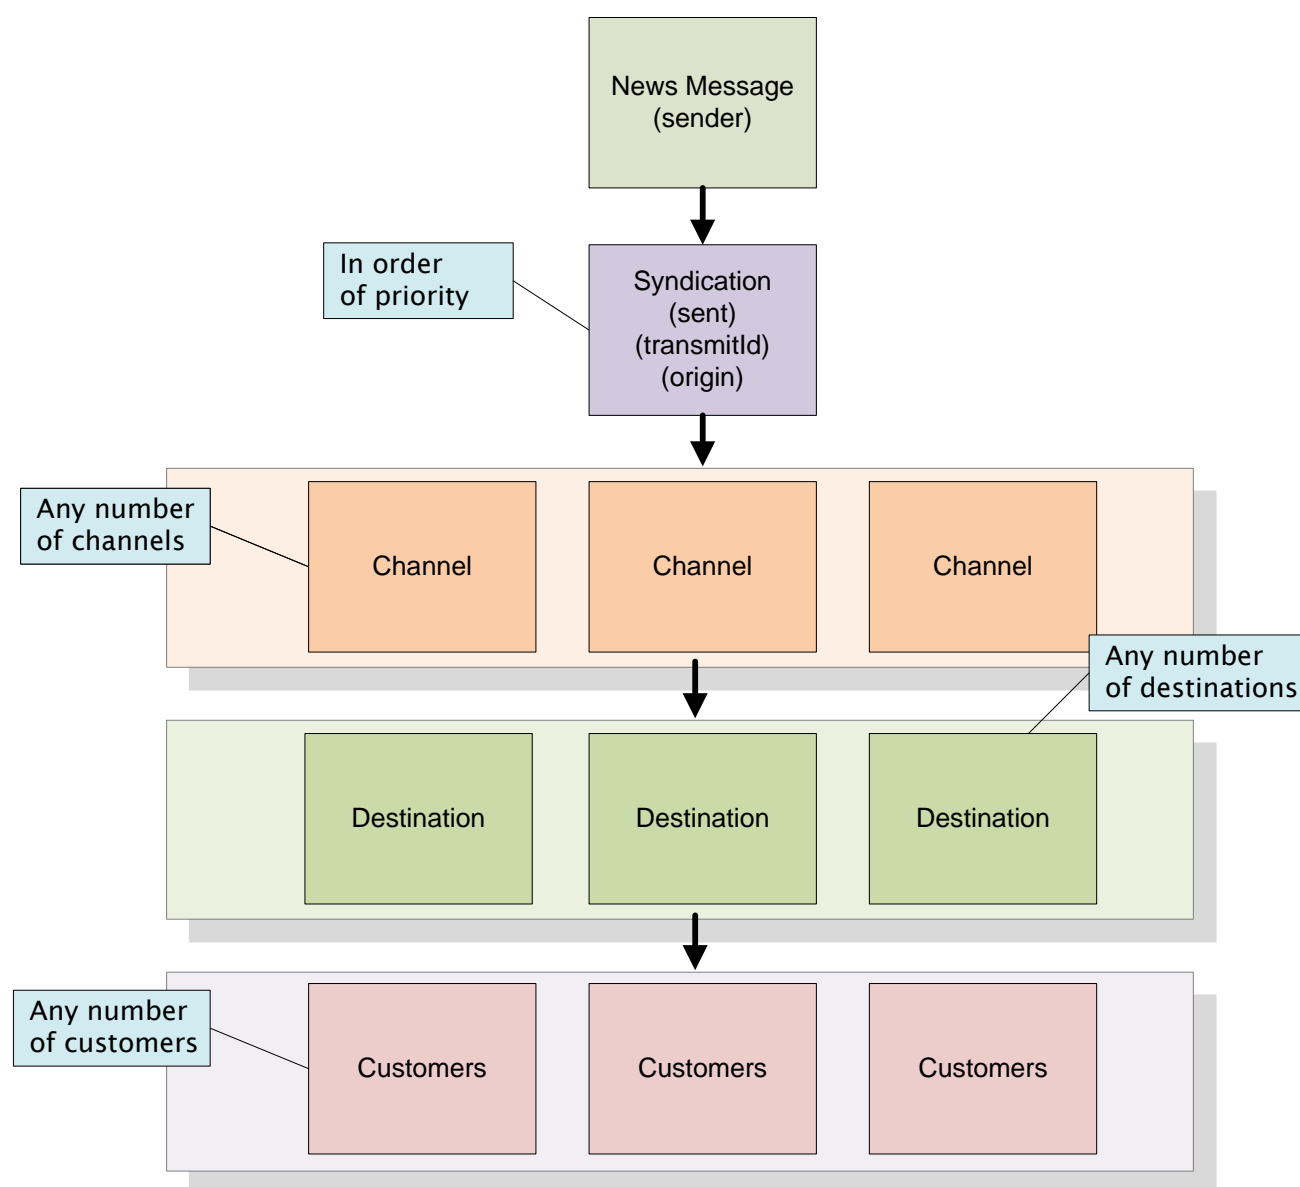 News Message
(sender)
In order
of priority
Syndication
(sent)
(transmitId)
(origin)
Any number
of channels
Channel
Channel
Channel
Any number
of destinations
Destination
Destination
Destination
Any number
of customers
Customers
Customers
Customers